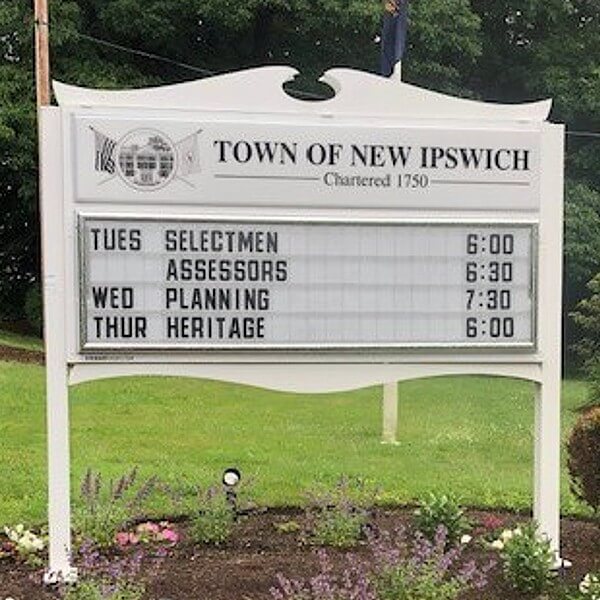 TOWN OF NEW IPSWICH
Chartered 1750
TUES SELECTMEN 6:00
ASSESSORS 6:30
WED PLANNING 7:30
THUR HERITAGE 6:00